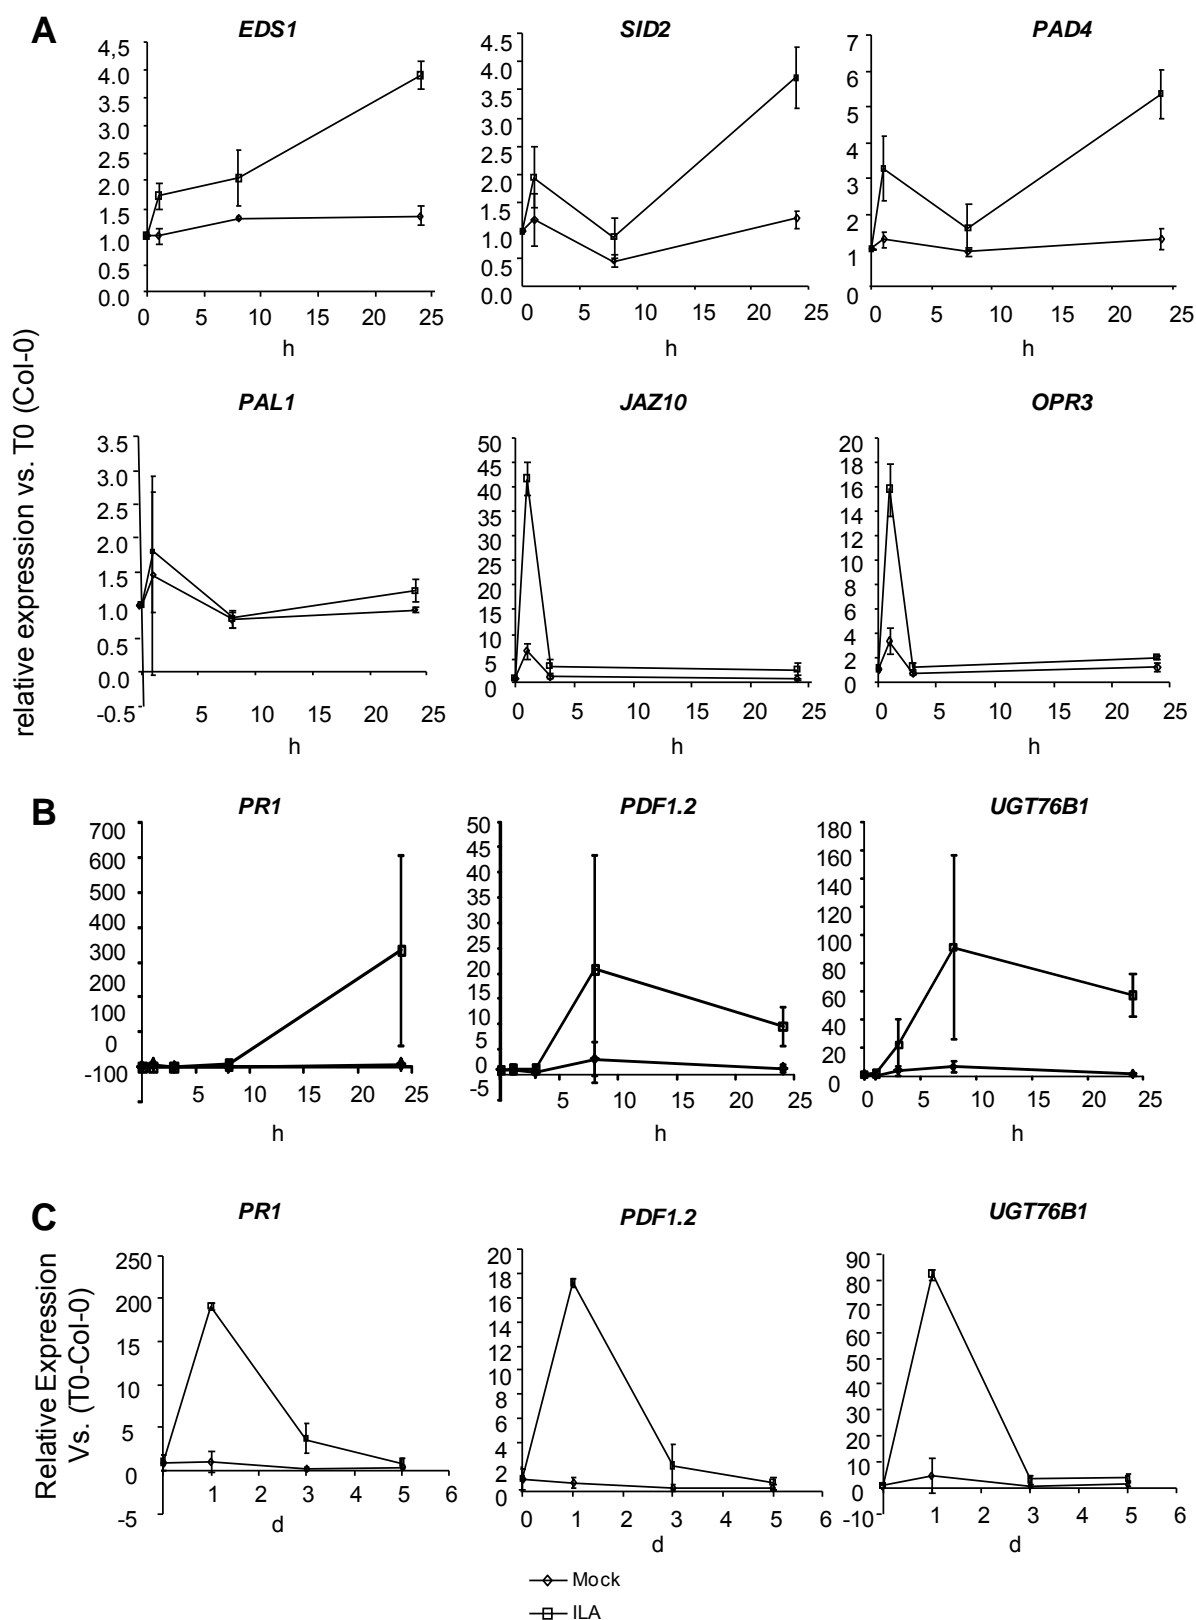 A
EDS1
SID2
PAD4
4,5
4.0
3.5
3.0
2.5
2.0
1.5
1.0
0.5
0.0
0 5 10 15 20 25
h
4.5
4.0
3.5
3.0
2.5
2.0
1.5
1.0
0.5
0.0
0 5 10 15 20 25
h
7
6
5
4
3
2
1
0
0 5 10 15 20 25
h
relative expression vs. T0 (Col-0)
PAL1
JAZ10
OPR3
3.5
3.0
2.5
2.0
1.5
1.0
0.5
0.0
-0.5
5 10 15 20 25
h
50
45
40
35
30
25
20
15
10
5
0
0 5 10 15 20 25
h
20
18
16
14
12
10
8
6
4
2
0
0 5 10 15 20 25
h
B
PR1
PDF1.2
UGT76B1
700
600
500
400
300
200
100
0
-100
5 10 15 20 25
h
50
45
40
35
30
25
20
15
10
5
0
-5
5 10 15 20 25
h
180
160
140
120
100
80
60
40
20
0
0 5 10 15 20 25
h
C
PR1
PDF1.2
UGT76B1
Relative Expression
Vs. (T0-Col-0)
250
200
15
10
5
0
-5
1 2 3 4 5 6
d
20
18
16
14
12
10
8
6
4
2
0
0 1 2 3 4 5 6
d
90
80
70
60
50
40
30
20
10
0
-10
1 2 3 4 5 6
d
Mock
ILA